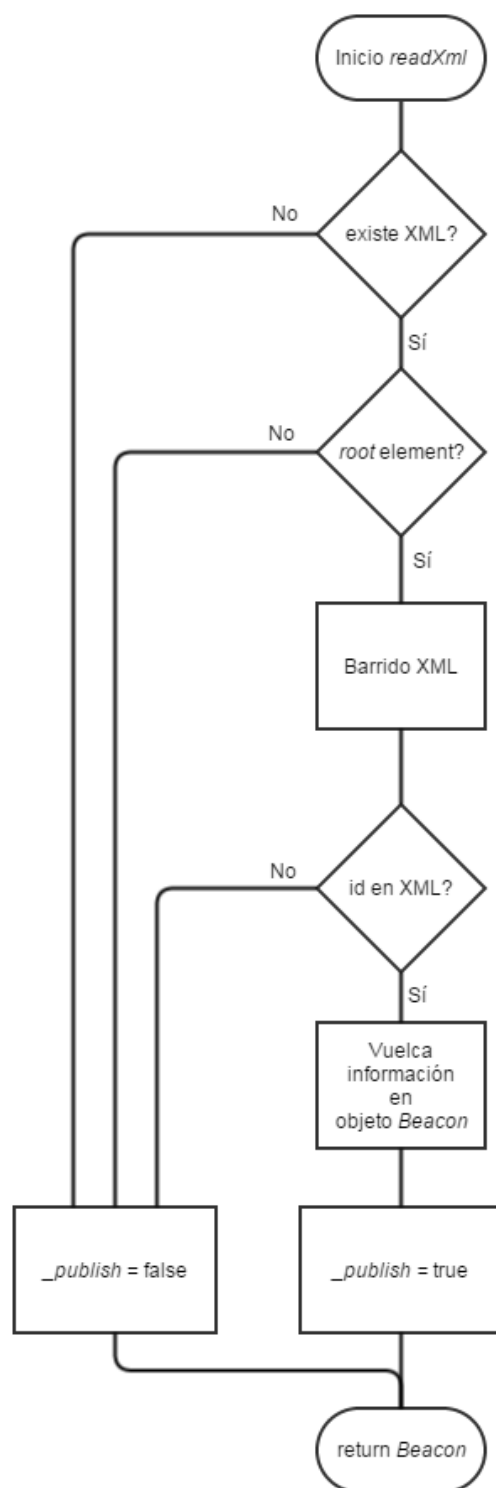 Inicio readXml
No
existe XML?
Sí
No
root element?
Sí
Barrido XML
No
id en XML?
Sí
Vuelca
información
en
objeto Beacon
_publish = false
_publish = true
return Beacon